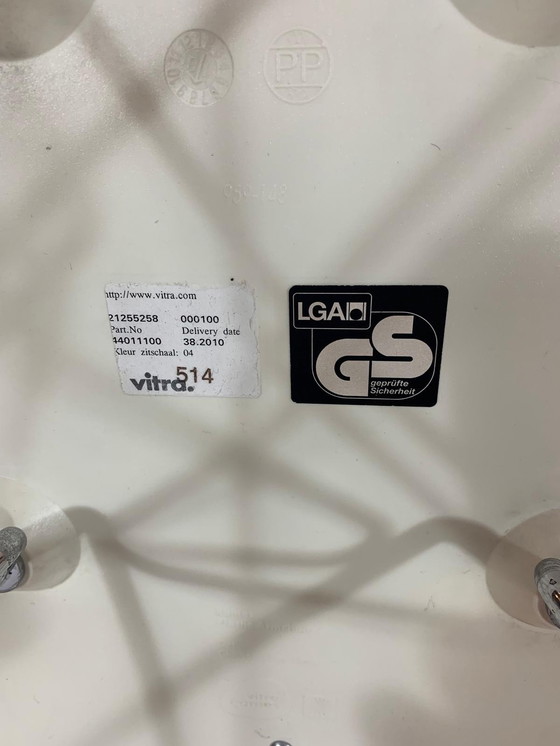 PP
http://www.vitra.com
21255258 000100
Part.No Delivery date
44011100 38.2010
Kleur zitschaal: 04
514
vitra.
LGA
GS
geprüfte
Sicherheit